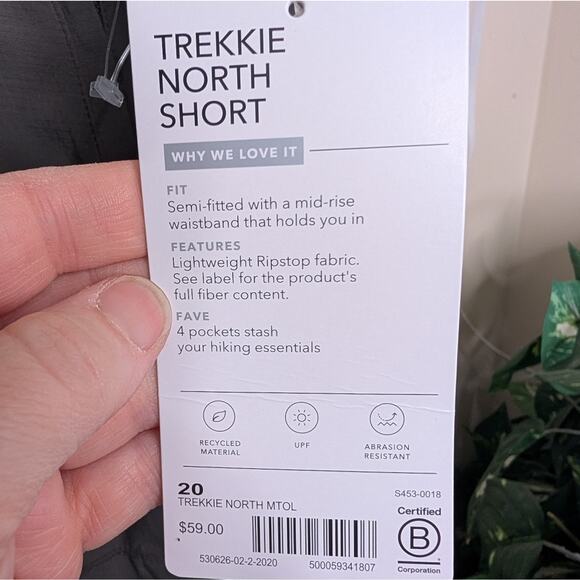 TREKKIE
NORTH
SHORT
WHY WE LOVE IT
FIT
Semi-fitted with a mid-rise
waistband that holds you in
FEATURES
Lightweight Ripstop fabric.
See label for the product's
full fiber content.
FAVE
4 pockets stash
your hiking essentials
RECYCLED
MATERIAL
UPF
ABRASION
RESISTANT
20
S453-0018
TREKKIE NORTH MTOL
$59.00
530626-02-2-2020
500059341807
Certified
B
Corporation